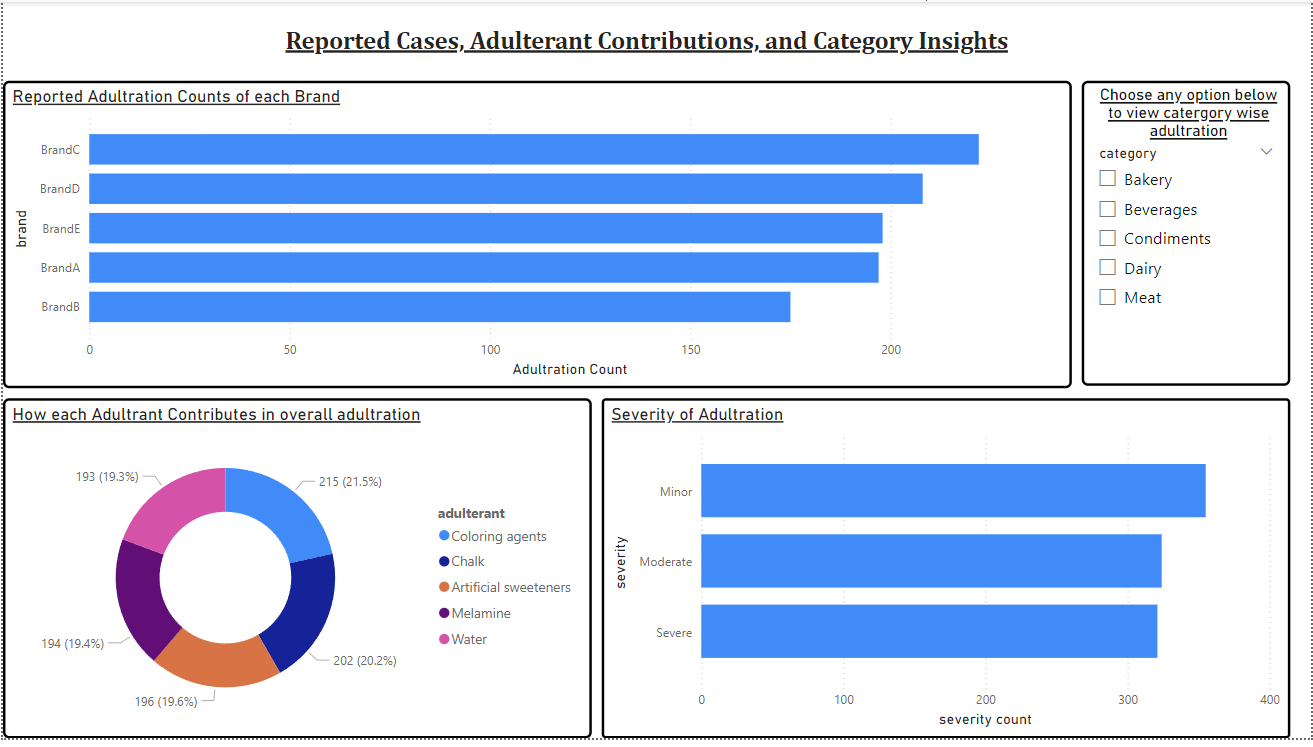 Reported Cases, Adulterant Contributions, and Category Insights
Reported Adultration Counts of each Brand
BrandC
BrandD
BrandE
BrandA
BrandB
brand
0 50 100 150 200
Adultration Count
Choose any option below
to view catergory wise
adultration
category
Bakery
Beverages
Condiments
Dairy
Meat
How each Adultrant Contributes in overall adultration
193 (19.3%)
215 (21.5%)
194 (19.4%)
202 (20.2%)
196 (19.6%)
adulterant
Coloring agents
Chalk
Artificial sweeteners
Melamine
Water
Severity of Adultration
Minor
Moderate
Severe
severity
0 100 200 300 400
severity count